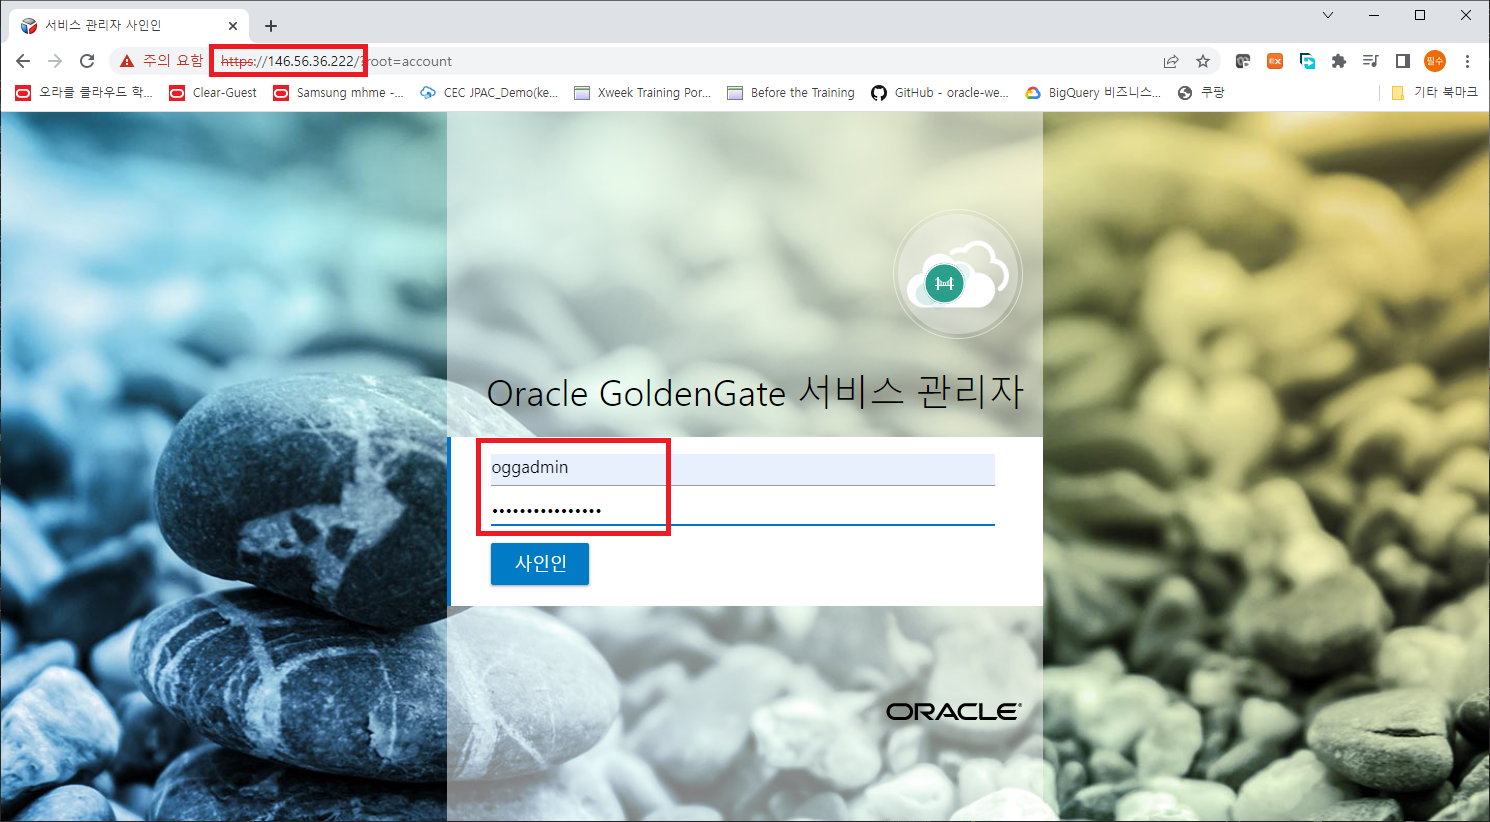 서비스 관리자 사인인
주의 요함 https://146.56.36.222/?root=account
필수
오라클 클라우드 학... Clear-Guest Samsung mhme -... CEC JPAC_Demo(ke... Xweek Training Por... Before the Training GitHub - oracle-we... BigQuery 비즈니스... 쿠팡 기타 북마크
Oracle GoldenGate 서비스 관리자
oggadmin
••••••••••••••••
사인인
ORACLE